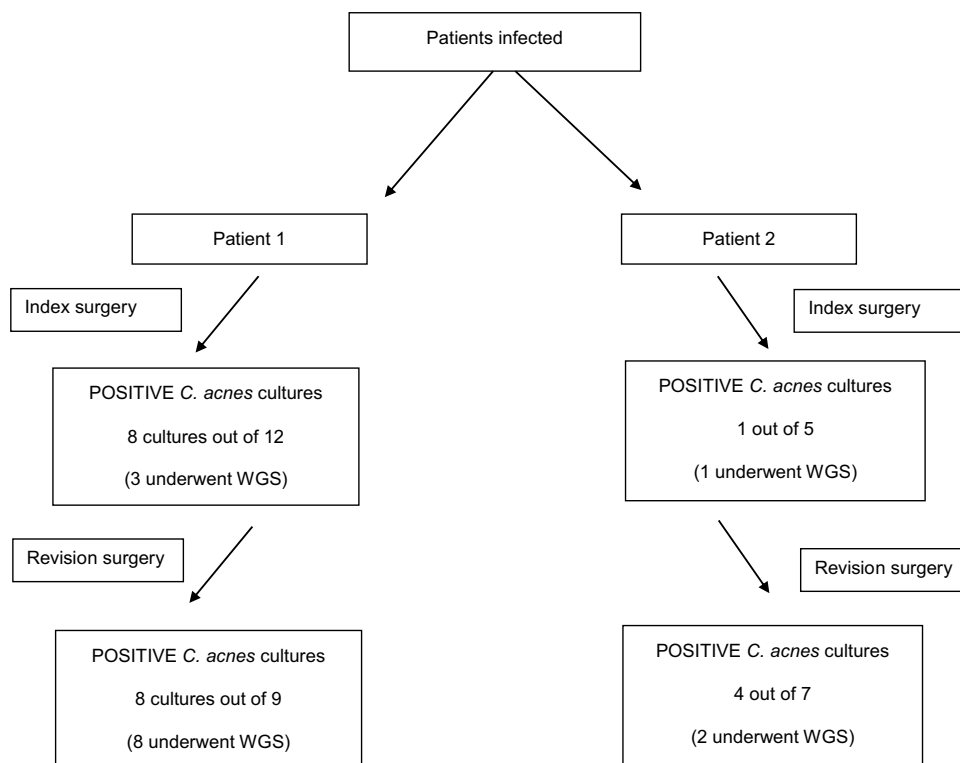 Patients infected
Patient 1
Patient 2
Index surgery
Index surgery
POSITIVE C. acnes cultures
8 cultures out of 12
(3 underwent WGS)
POSITIVE C. acnes cultures
1 out of 5
(1 underwent WGS)
Revision surgery
Revision surgery
POSITIVE C. acnes cultures
8 cultures out of 9
(8 underwent WGS)
POSITIVE C. acnes cultures
4 out of 7
(2 underwent WGS)